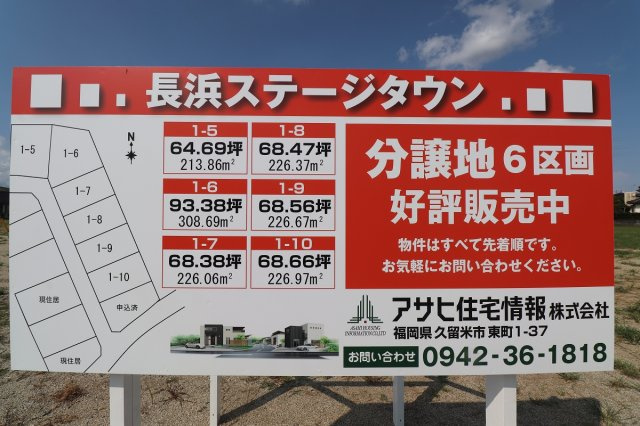 長浜ステージタウン
1-5
1-6
1-7
1-8
1-9
1-10
申込済
現住居
現住居
N
1-5
64.69坪
213.86m²
1-8
68.47坪
226.37m²
1-6
93.38坪
308.69m²
1-9
68.56坪
226.67m²
1-7
68.38坪
226.06m²
1-10
68.66坪
226.97m²
分譲地6区画
好評販売中
物件はすべて先着順です。
お気軽にお問い合わせください。
ASAHI HOUSING
INFORMATION CO.,LTD
アサヒ住宅情報株式会社
福岡県久留米市東町1-37
お問い合わせ 0942-36-1818